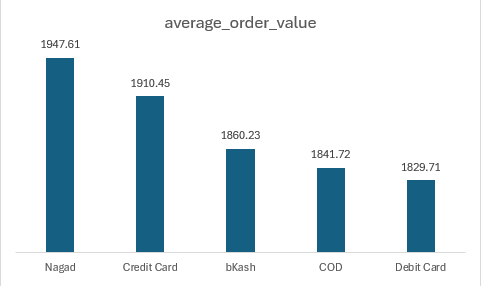 average_order_value
1947.61
1910.45
1860.23
1841.72
1829.71
Nagad
Credit Card
bKash
COD
Debit Card